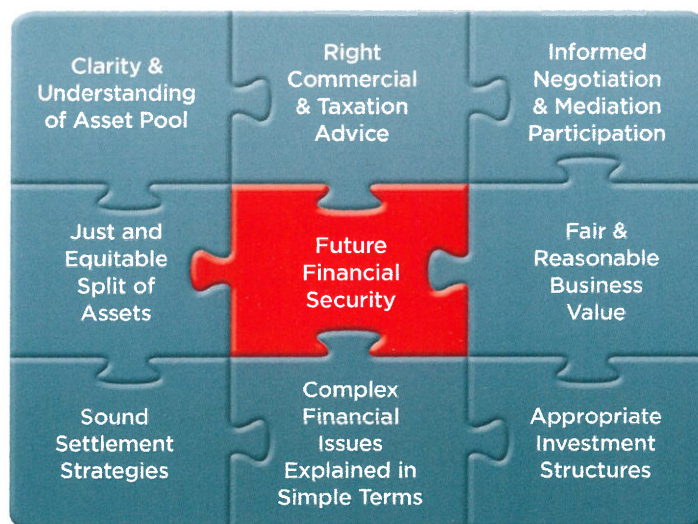 Clarity &
Understanding
of Asset Pool
Right
Commercial
& Taxation
Advice
Informed
Negotiation
& Mediation
Participation
Just and
Equitable
Split of
Assets
Future
Financial
Security
Fair &
Reasonable
Business
Value
Sound
Settlement
Strategies
Complex
Financial
Issues
Explained in
Simple Terms
Appropriate
Investment
Structures